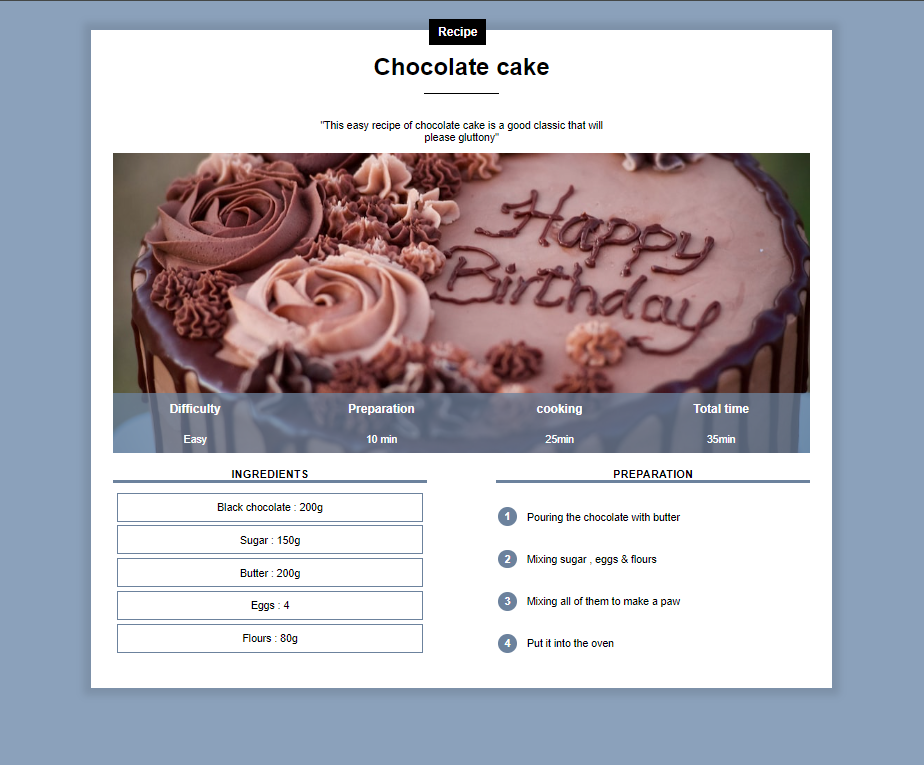 Recipe
Chocolate cake
"This easy recipe of chocolate cake is a good classic that will
please gluttony"
Happy
Birthday
Difficulty Preparation cooking Total time
Easy 10 min 25min 35min
INGREDIENTS
Black chocolate : 200g
Sugar : 150g
Butter : 200g
Eggs : 4
Flours : 80g
PREPARATION
1 Pouring the chocolate with butter
2 Mixing sugar , eggs & flours
3 Mixing all of them to make a paw
4 Put it into the oven